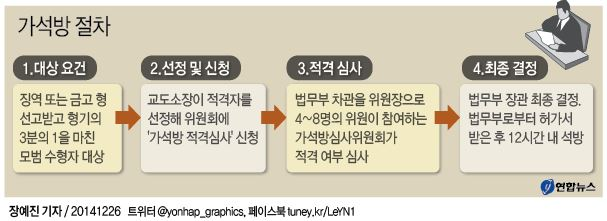 가석방 절차
1.대상 요건
징역 또는 금고 형
선고받고 형기의
3분의 1을 마친
모범 수형자 대상
2.선정 및 신청
교도소장이 적격자를
선정해 위원회에
'가석방 적격심사' 신청
3.적격 심사
법무부 차관을 위원장으로
4~8명의 위원이 참여하는
가석방심사위원회가
적격 여부 심사
4.최종 결정
법무부 장관 최종 결정.
법무부로부터 허가서
받은 후 12시간 내 석방
연합뉴스
장예진 기자 / 20141226 트위터 @yonhap_graphics, 페이스북 tuney.kr/LeYN1